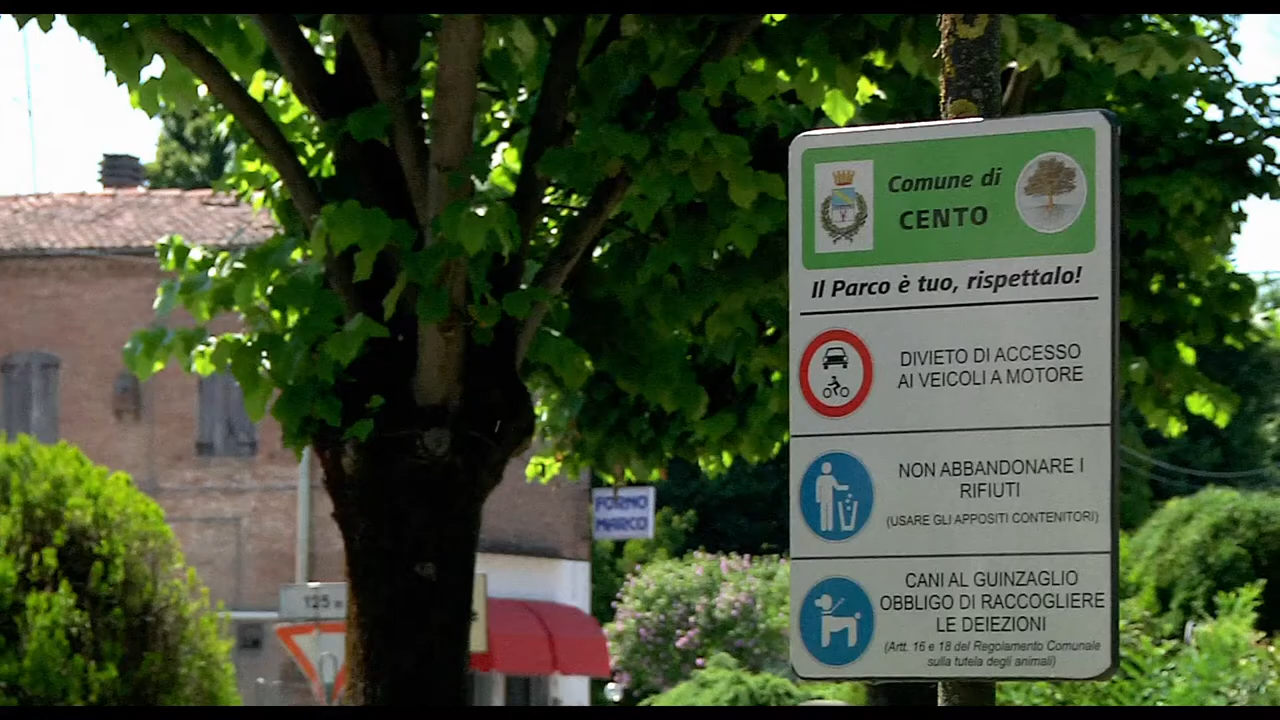 Comune di
CENTO
Il Parco è tuo, rispettalo!
DIVIETO DI ACCESSO
AI VEICOLI A MOTORE
NON ABBANDONARE I
RIFIUTI
(USARE GLI APPOSITI CONTENITORI)
CANI AL GUINZAGLIO
OBBLIGO DI RACCOGLIERE
LE DEIEZIONI
(Artt. 16 e 18 del Regolamento Comunale
sulla tutela degli animali)
FORNO
MARCO
125 m